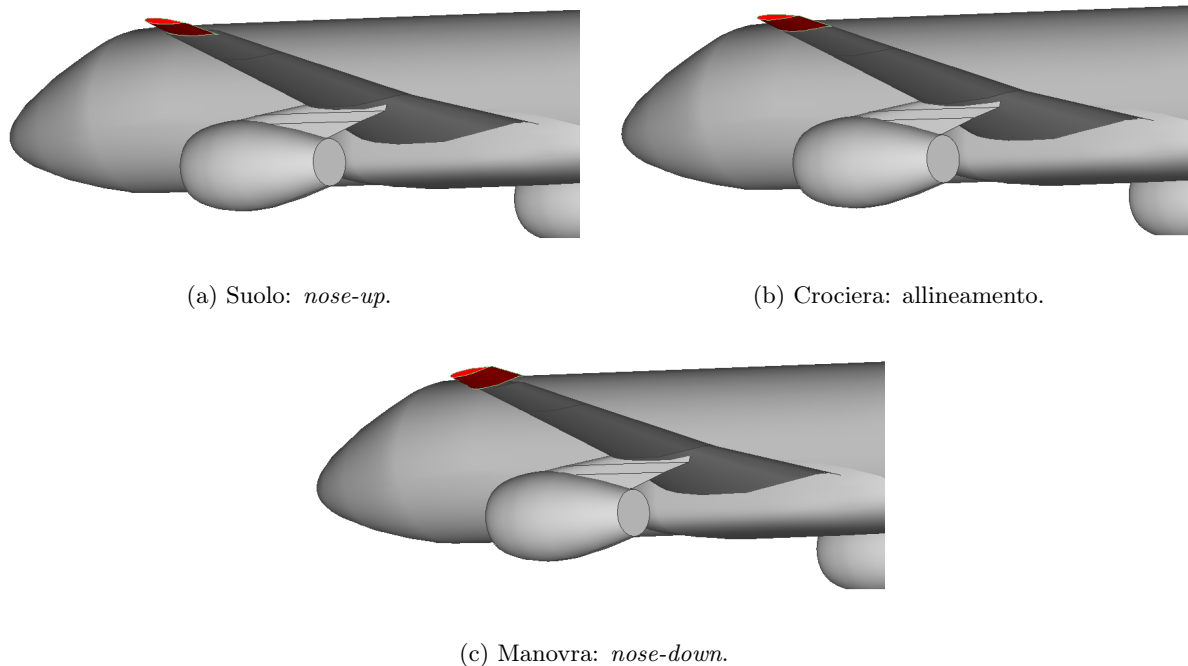 (a) Suolo: nose-up.
(b) Crociera: allineamento.
(c) Manovra: nose-down.